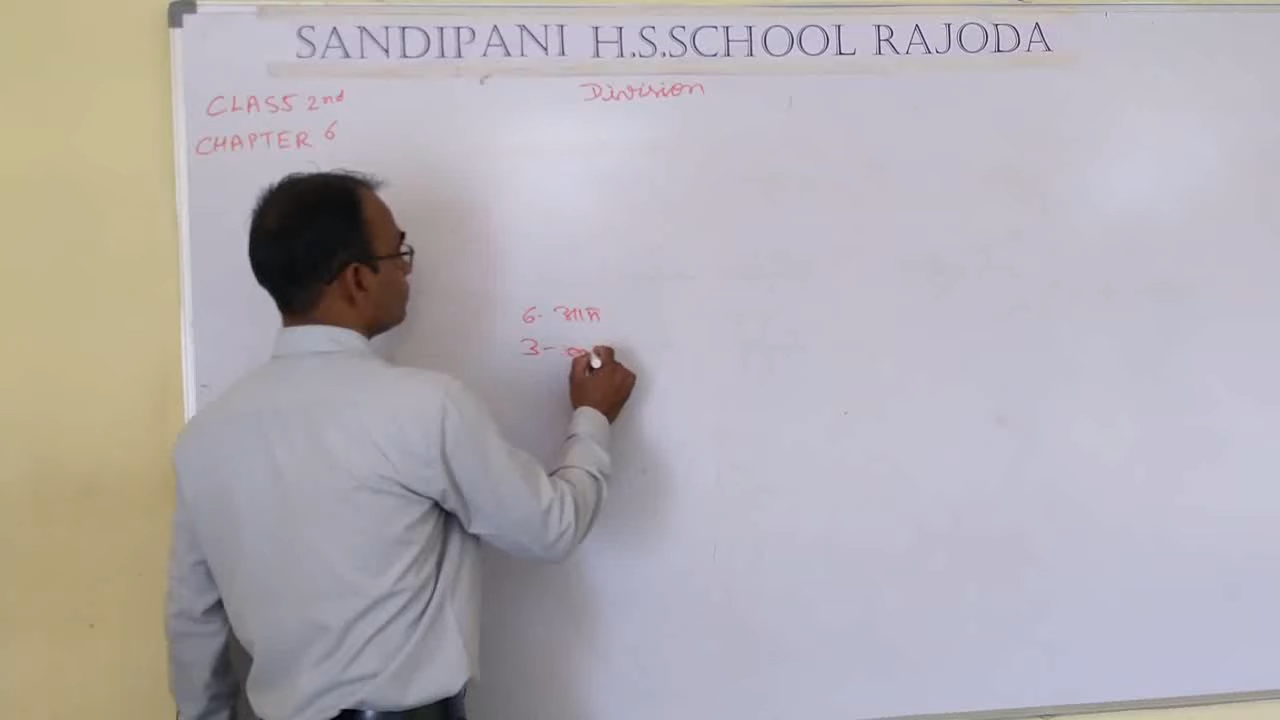 SANDIPANI H.S.SCHOOL RAJODA
Division
CLASS 2nd
CHAPTER 6
6- आम
3-